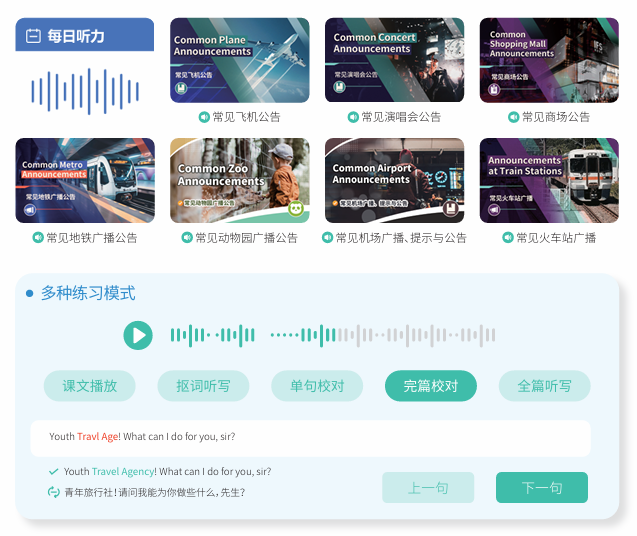 每日听力
Common Plane
Announcements
常见飞机公告
常见飞机公告
Common Concert
Announcements
常见演唱会公告
常见演唱会公告
Common
Shopping Mall
Announcements
常见商场公告
常见商场公告
Common Metro
Announcements
常见地铁广播公告
常见地铁广播公告
Common Zoo
Announcements
常见动物园广播公告
常见动物园广播公告
Common Airport
Announcements
常见机场广播、提示与公告
常见机场广播、提示与公告
Announcements
at Train Stations
常见火车站广播
常见火车站广播
多种练习模式
课文播放
抠词听写
单句校对
完篇校对
全篇听写
Youth Travl Age! What can I do for you, sir?
Youth Travel Agency! What can I do for you, sir?
青年旅行社！请问我能为你做些什么，先生？
上一句
下一句